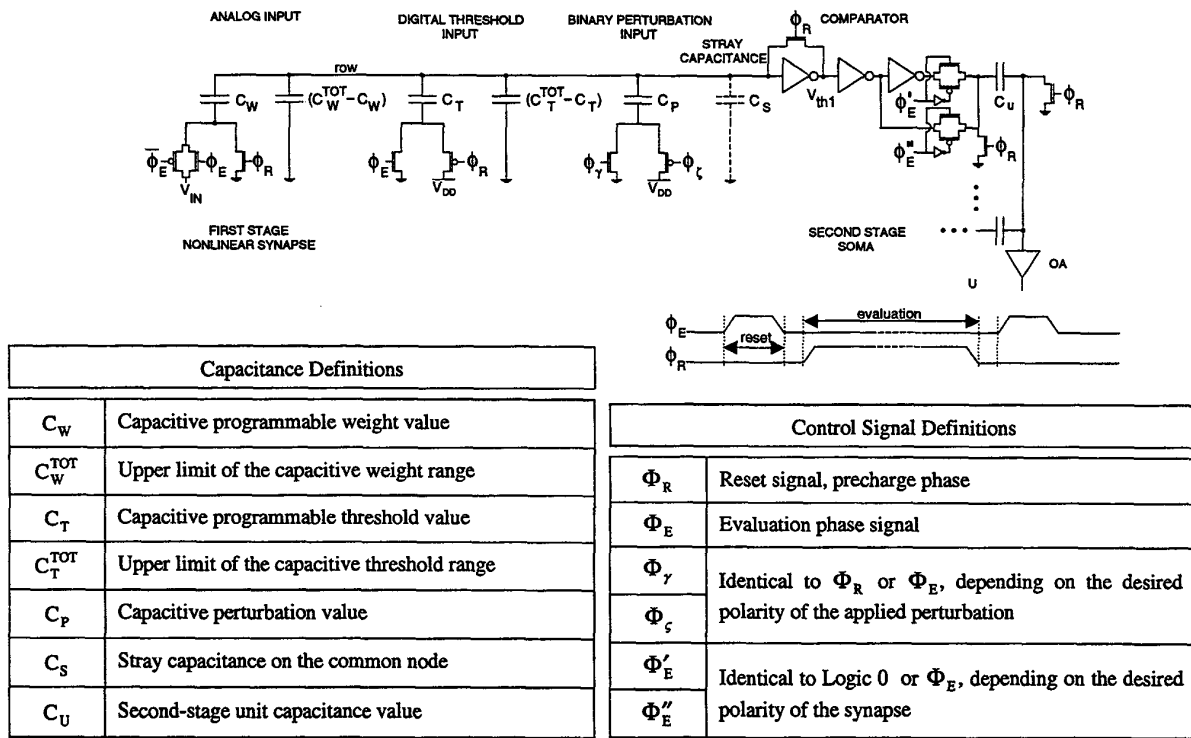 ANALOG INPUT
DIGITAL THRESHOLD
INPUT
BINARY PERTURBATION
INPUT
STRAY
CAPACITANCE
ϕR
COMPARATOR
row
C_W
(C_W^TOT – C_W)
C_T
(C_T^TOT – C_T)
C_P
C_S
V_th1
ϕ_E'
ϕ_E"
C_u
ϕ_R
ϕ_R
ϕ̄_E
ϕ_E
ϕ_R
V_IN
ϕ_E
ϕ_R
V_DD
ϕ_γ
ϕ_ζ
V_DD
FIRST STAGE
NONLINEAR SYNAPSE
SECOND STAGE
SOMA
OA
U
ϕ_E
evaluation
reset
ϕ_R
Capacitance Definitions
C_W Capacitive programmable weight value
C_W^TOT Upper limit of the capacitive weight range
C_T Capacitive programmable threshold value
C_T^TOT Upper limit of the capacitive threshold range
C_P Capacitive perturbation value
C_S Stray capacitance on the common node
C_U Second-stage unit capacitance value
Control Signal Definitions
Φ_R Reset signal, precharge phase
Φ_E Evaluation phase signal
Φ_γ
Φ_ς
Identical to Φ_R or Φ_E, depending on the desired
polarity of the applied perturbation
Φ_E′
Φ_E″
Identical to Logic 0 or Φ_E, depending on the desired
polarity of the synapse